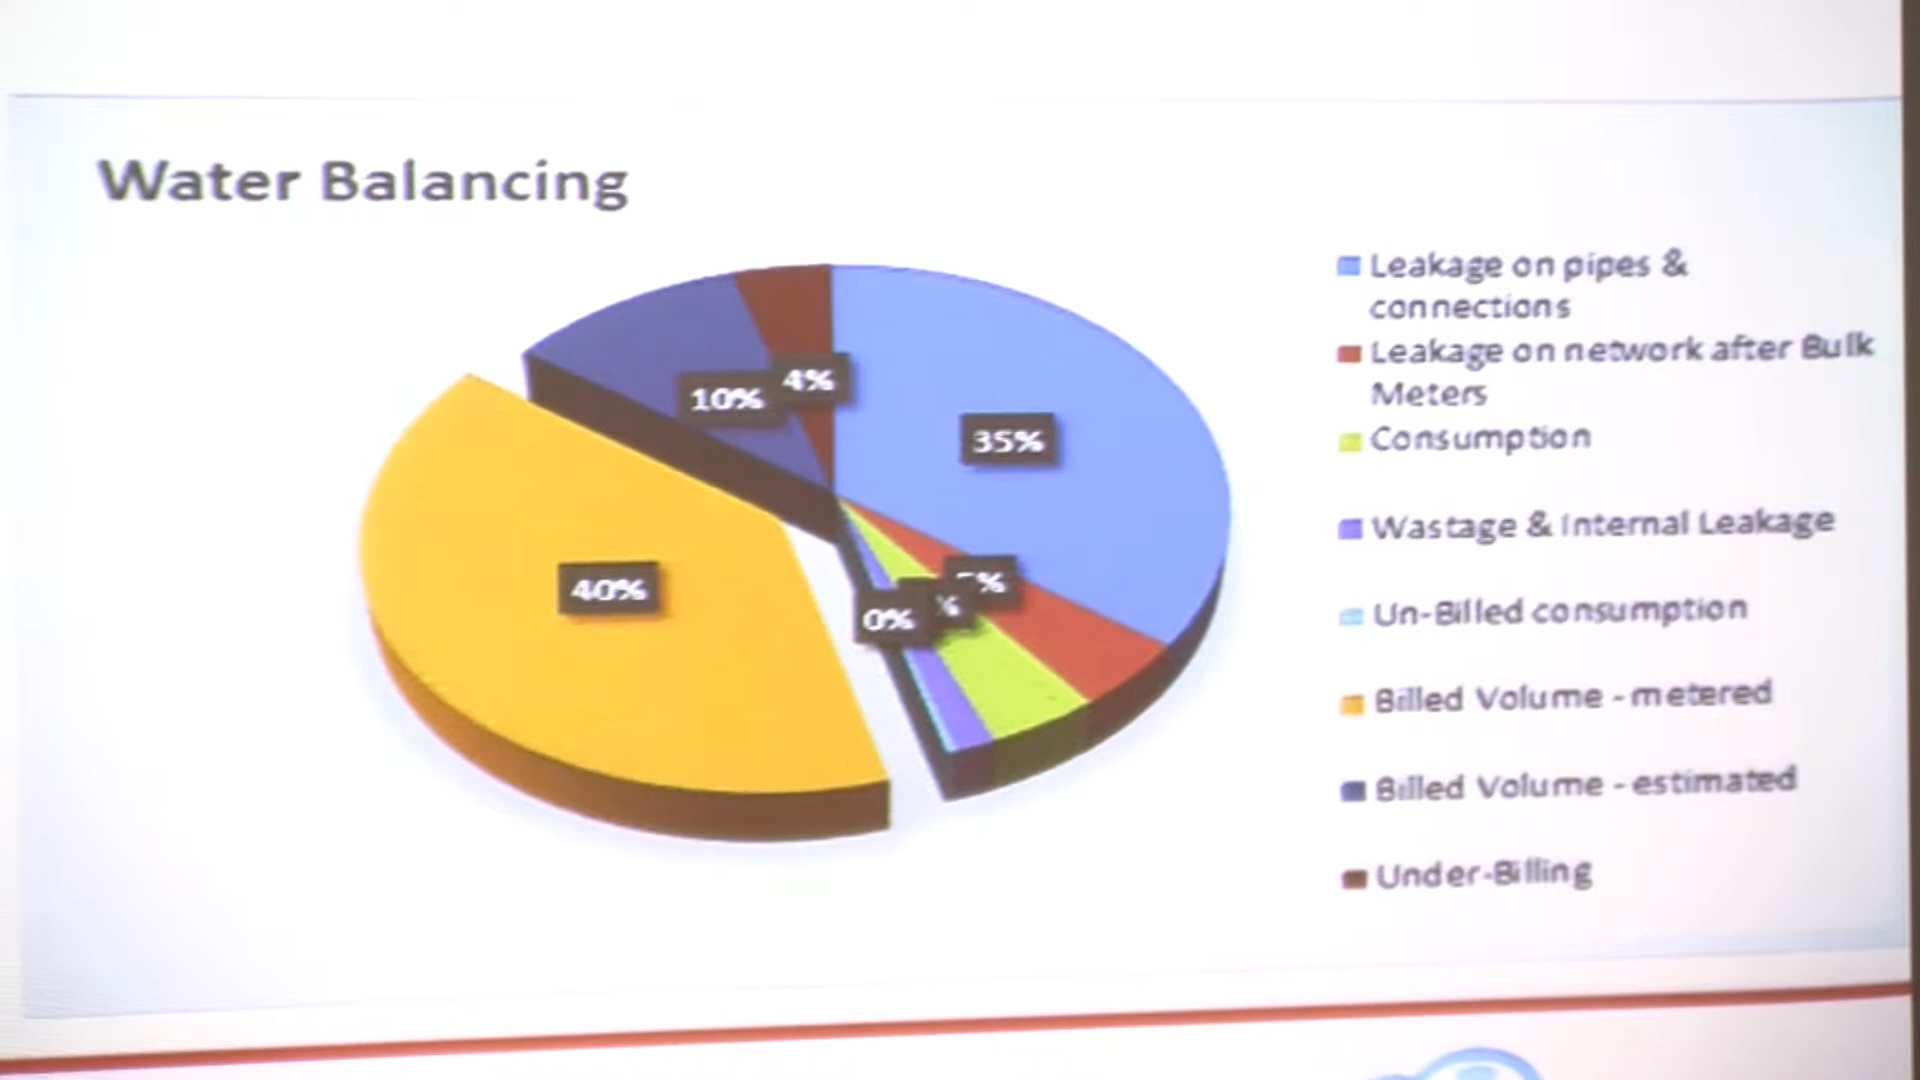 Water Balancing
4%
10%
35%
%
%
0%
40%
Leakage on pipes &
connections
Leakage on network after Bulk
Meters
Consumption
Wastage & Internal Leakage
Un-Billed consumption
Billed Volume - metered
Billed Volume - estimated
Under-Billing